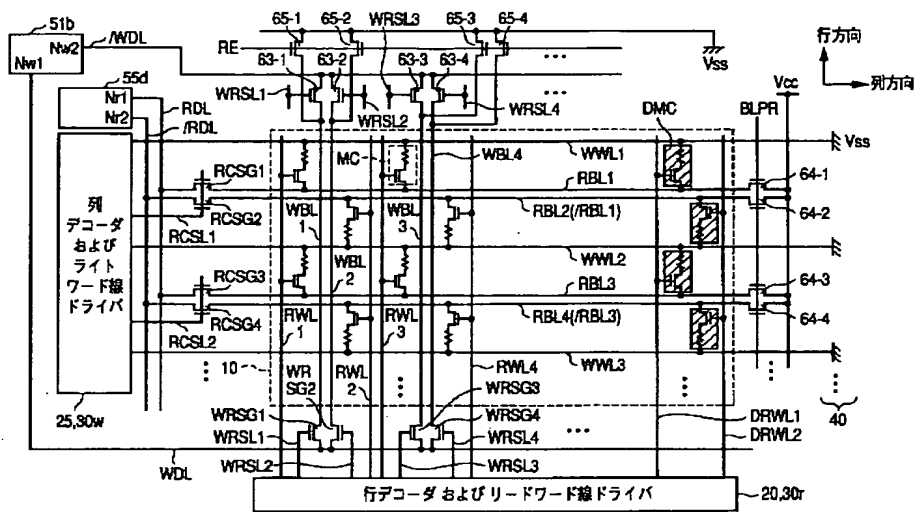 51b
/WDL
Nw2
Nw1
65-1
65-2
WRSL3
65-3
65-4
RE
63-1
63-2
63-3
63-4
Vss
行方向
列方向
WRSL1
WRSL2
WRSL4
55d
Nr1
Nr2
RDL
/RDL
DMC
BLPR
Vcc
MC
WBL4
WWL1
Vss
RCSG1
RBL1
64-1
RCSG2
WBL
1
WBL
3
RBL2(/RBL1)
64-2
RCSL1
WWL2
列
デコーダ
および
ライト
ワード線
ドライバ
RCSG3
WBL
2
RBL3
64-3
RCSG4
RWL
1
RWL
3
RBL4(/RBL3)
64-4
RCSL2
RWL4
WWL3
10
25,30w
WR
SG2
RWL
2
WRSG3
40
WRSG1
WRSG4
WRSL1
WRSL4
DRWL1
DRWL2
WDL
WRSL2
WRSL3
行デコーダ および リードワード線ドライバ
20,30r